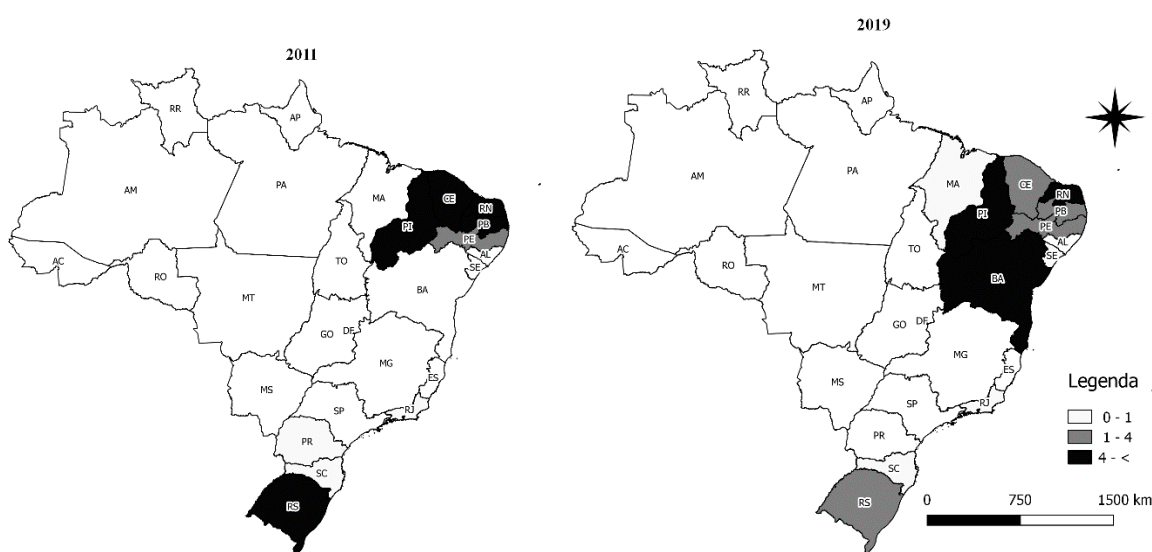 2011
RR
AP
AM
PA
MA
CE
RN
PB
PI
PE
AL
SE
AC
RO
TO
BA
MT
GO
DF
MG
ES
MS
SP
RJ
PR
SC
RS
2019
RR
AP
AM
PA
MA
CE
RN
PB
PI
PE
AL
SE
AC
RO
TO
BA
MT
GO
DF
MG
ES
MS
SP
RJ
PR
SC
RS
Legenda
0 - 1
1 - 4
4 - <
0 750 1500 km